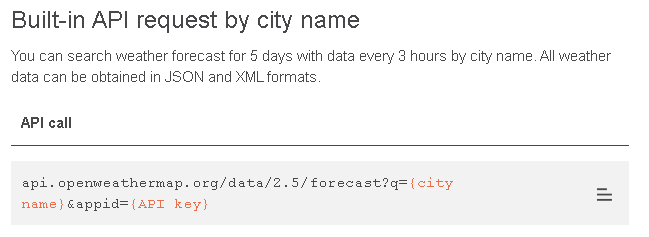 Built-in API request by city name
You can search weather forecast for 5 days with data every 3 hours by city name. All weather
data can be obtained in JSON and XML formats.
API call
api.openweathermap.org/data/2.5/forecast?q={city
name}&appid={API key}